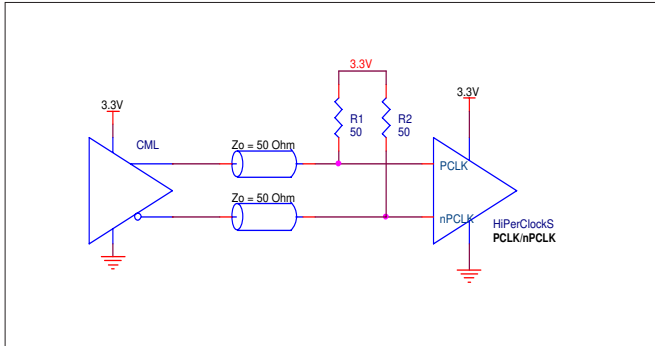 3.3V
3.3V
3.3V
R1
50
R2
50
CML
Zo = 50 Ohm
PCLK
Zo = 50 Ohm
nPCLK
HiPerClockS
PCLK/nPCLK